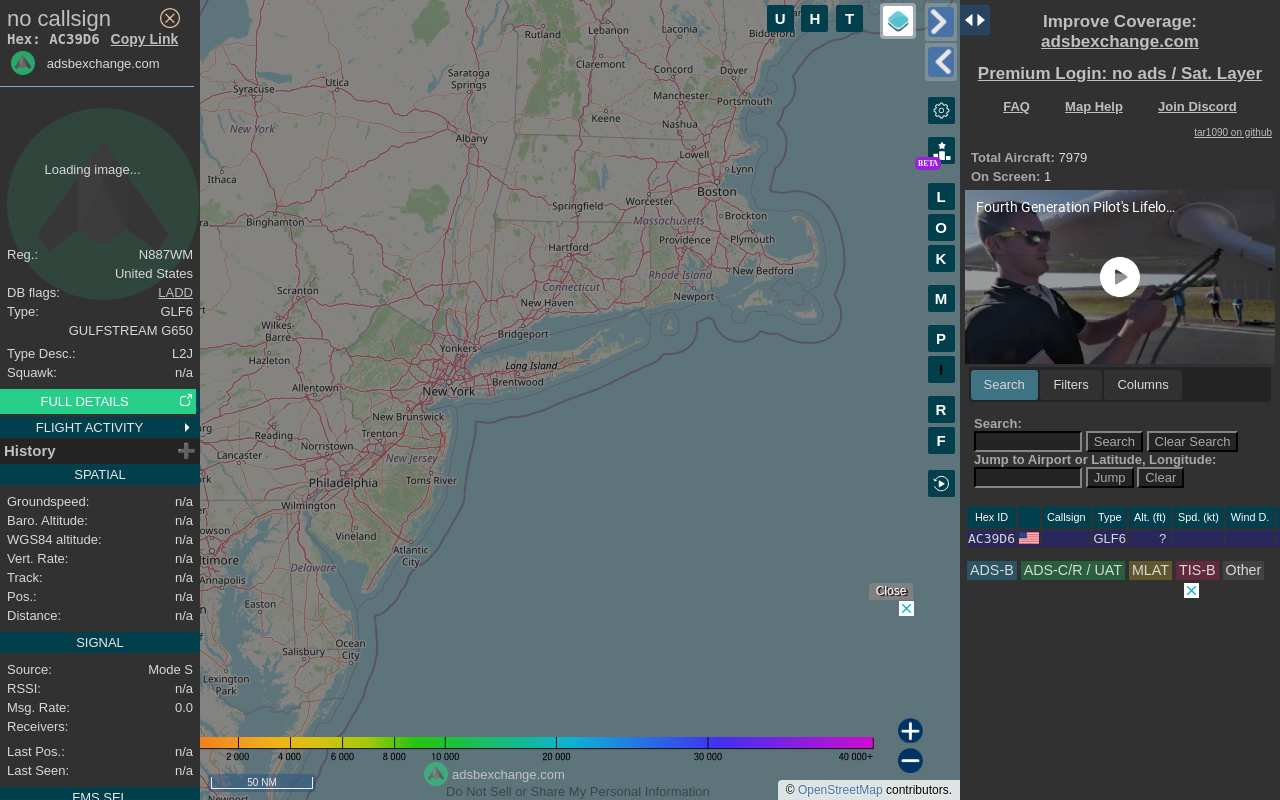 no callsign
Hex: AC39D6 Copy Link
adsbexchange.com
Loading image...
Reg.: N887WM
United States
DB flags: LADD
Type: GLF6
GULFSTREAM G650
Type Desc.: L2J
Squawk: n/a
FULL DETAILS
FLIGHT ACTIVITY
History
SPATIAL
Groundspeed: n/a
Baro. Altitude: n/a
WGS84 altitude: n/a
Vert. Rate: n/a
Track: n/a
Pos.: n/a
Distance: n/a
SIGNAL
Source: Mode S
RSSI: n/a
Msg. Rate: 0.0
Receivers:
Last Pos.: n/a
Last Seen: n/a
FMS SEL
Rutland
Lebanon
Laconia
Biddeford
Claremont
Concord
Dover
Saratoga
Springs
Utica
Syracuse
Manchester
Portsmouth
Keene
Nashua
New York
Albany
Lowell
Lynn
Ithaca
Boston
Worcester
Springfield
Massachusetts
Brockton
Binghamton
Hartford
Providence
Plymouth
Rhode Island
New Bedford
Connecticut
Scranton
New Haven
Newport
Wilkes-
Barre
Bridgeport
Yonkers
Hazleton
Long Island
Brentwood
Allentown
New York
New Brunswick
Reading
Trenton
Norristown
Lancaster
New Jersey
Philadelphia
Toms River
Wilmington
Vineland
Atlantic
City
Annapolis
Delaware
Easton
Ocean
City
Salisbury
Lexington
Park
U H T
BETA
L
O
K
M
P
I
R
F
Close
2 000 4 000 6 000 8 000 10 000 20 000 30 000 40 000+
50 NM
adsbexchange.com
Do Not Sell or Share My Personal Information
© OpenStreetMap contributors.
Improve Coverage:
adsbexchange.com
Premium Login: no ads / Sat. Layer
FAQ Map Help Join Discord
tar1090 on github
Total Aircraft: 7979
On Screen: 1
Fourth Generation Pilot's Lifelo...
Search Filters Columns
Search:
Search Clear Search
Jump to Airport or Latitude, Longitude:
Jump Clear
Hex ID Callsign Type Alt. (ft) Spd. (kt) Wind D.
AC39D6 GLF6 ?
ADS-B ADS-C/R / UAT MLAT TIS-B Other